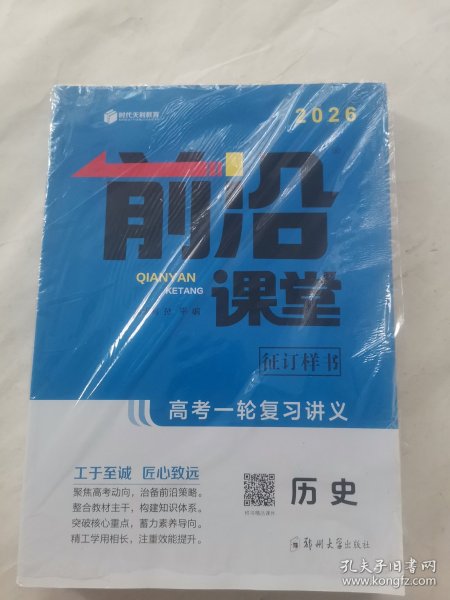 时代天府教育
2026
前沿
QIANYAN
KETANG
课堂
征订样书
高考一轮复习讲义
工于至诚 匠心致远
聚焦高考动向，治备前沿策略。
整合教材主干，构建知识体系。
突破核心重点，蓄力素养导向。
精工学用相长，注重效能提升。
历史
郑州大学出版社
孔夫子旧书网
www.kongfz.com